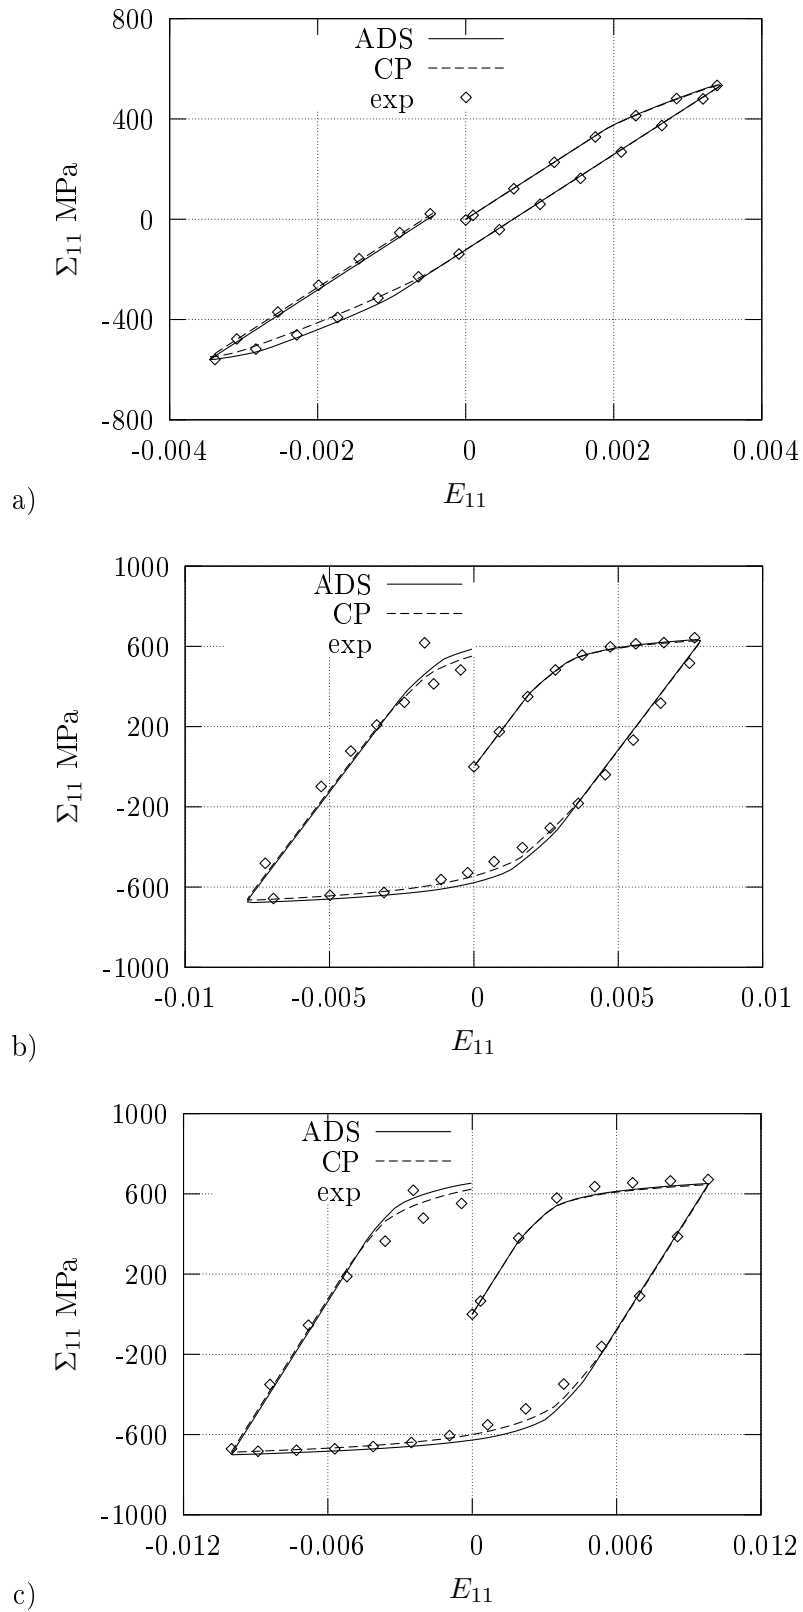 800
400
0
-400
-800
-0.004 -0.002 0 0.002 0.004
Σ11 MPa
E11
ADS
CP
exp
a)
1000
600
200
-200
-600
-1000
-0.01 -0.005 0 0.005 0.01
Σ11 MPa
E11
ADS
CP
exp
b)
1000
600
200
-200
-600
-1000
-0.012 -0.006 0 0.006 0.012
Σ11 MPa
E11
ADS
CP
exp
c)